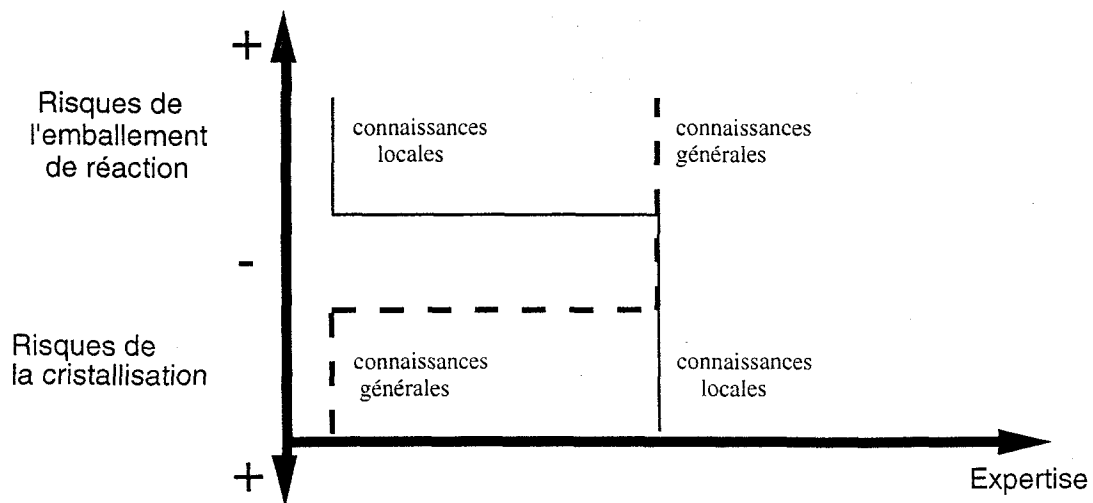 +
Risques de
l'emballement
de réaction
connaissances
locales
connaissances
générales
-
Risques de
la cristallisation
connaissances
générales
connaissances
locales
+
Expertise